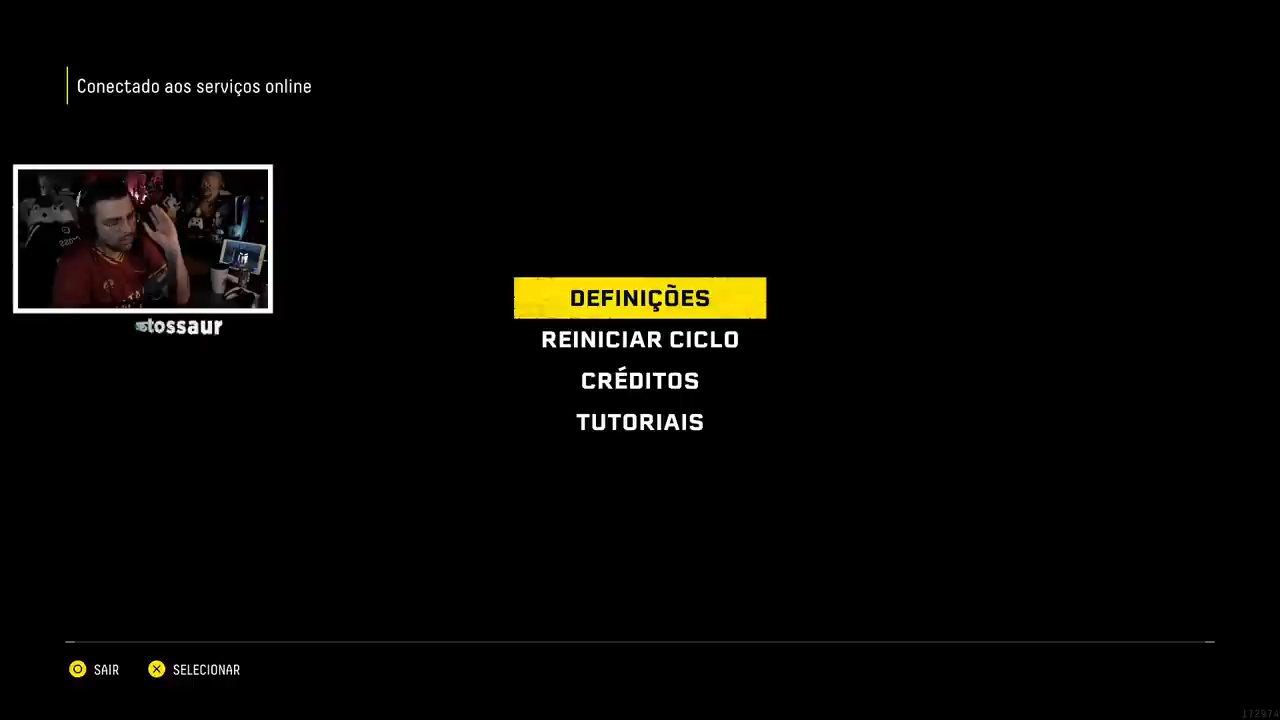 Conectado aos serviços online
stossaur
DEFINIÇÕES
REINICIAR CICLO
CRÉDITOS
TUTORIAIS
SAIR
SELECIONAR